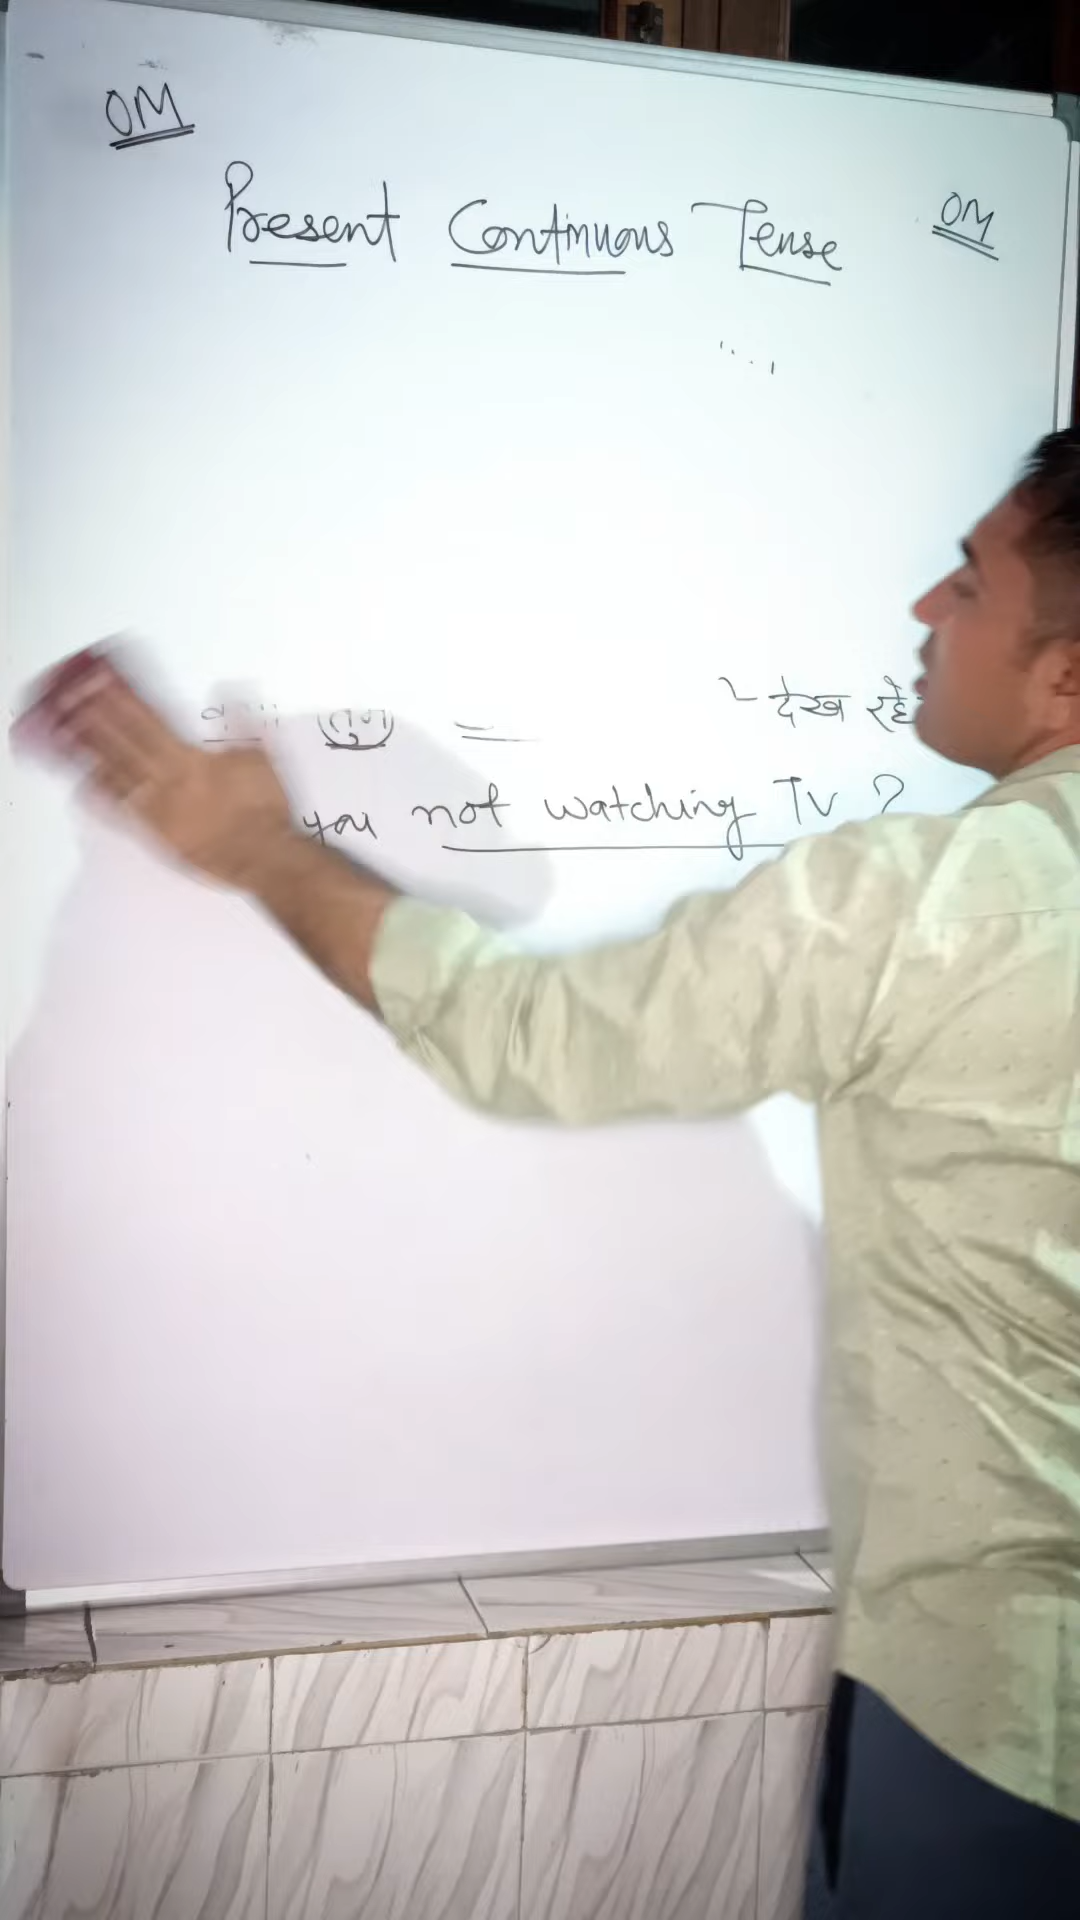 OM
Present Continuous Tense OM
देख रहे
you not watching TV ?